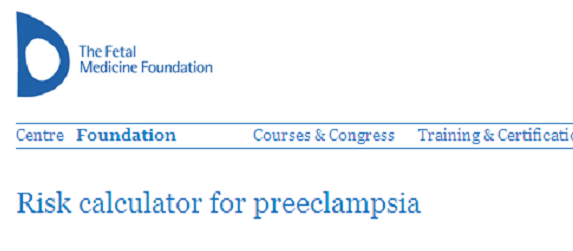 The Fetal
Medicine Foundation
Centre Foundation Courses & Congress Training & Certificatio
Risk calculator for preeclampsia